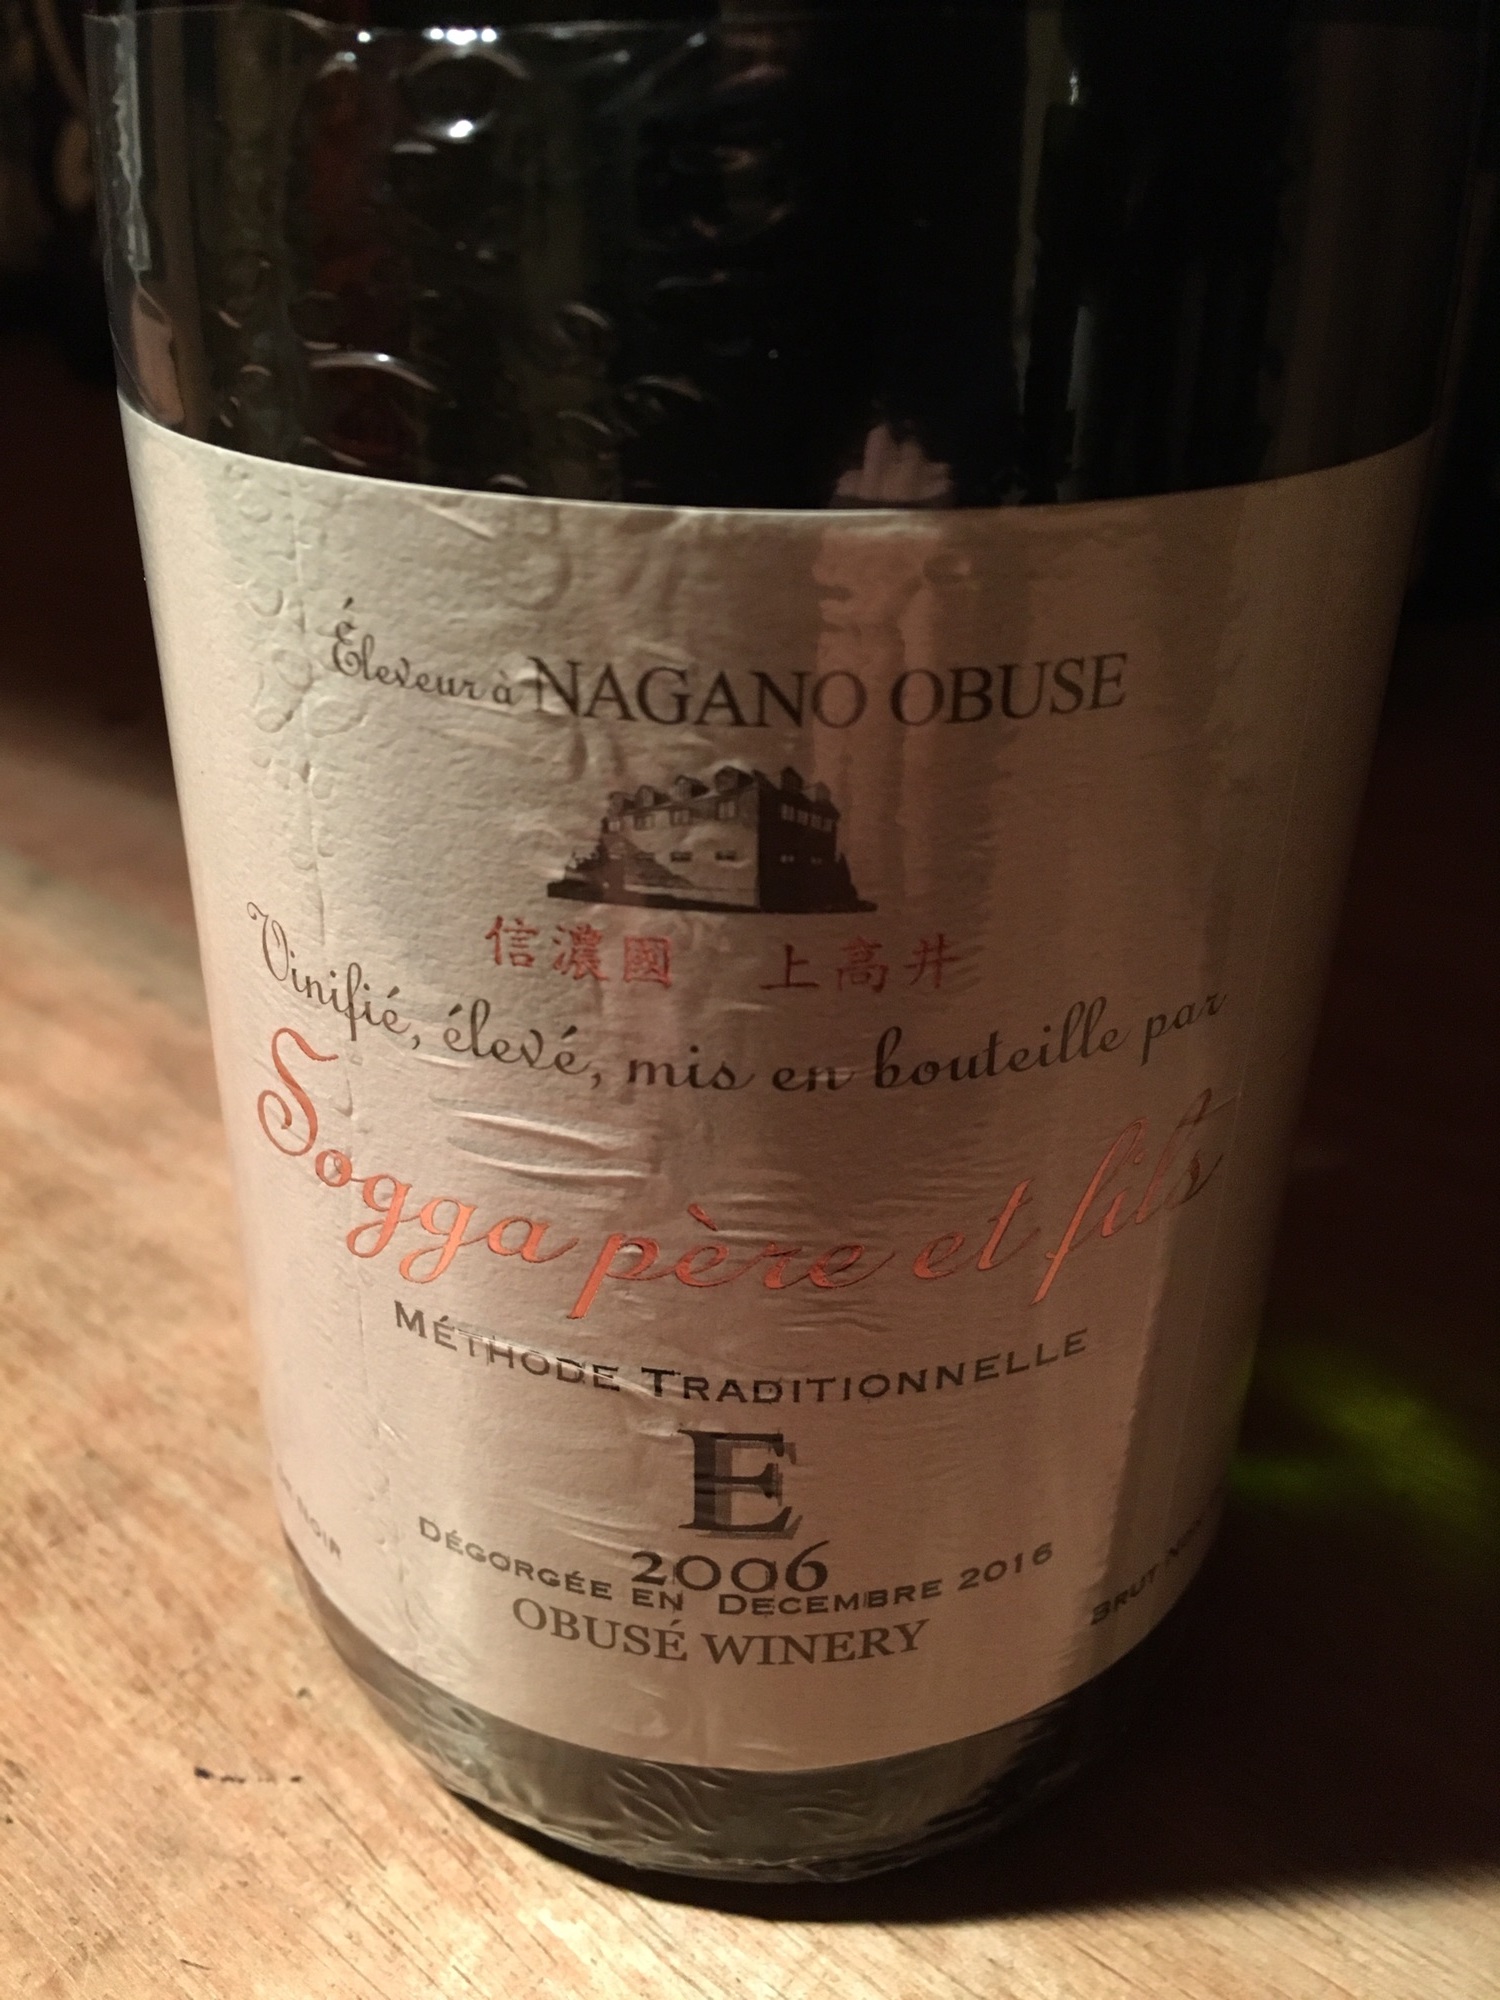 Éleveur à NAGANO OBUSE
信濃國 上高井
Vinifié, élevé, mis en bouteille par
Sogga père et fils
MÉTHODE TRADITIONNELLE
E
2006
DÉGORGÉE EN DECEMBRE 2016
OBUSÉ WINERY
BRUT